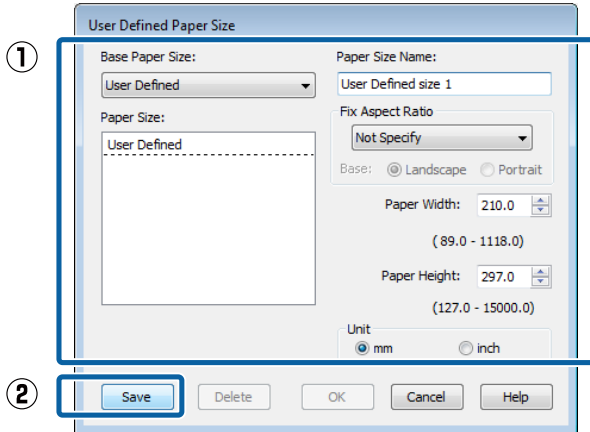 User Defined Paper Size
①
Base Paper Size:
User Defined
Paper Size:
User Defined
Paper Size Name:
User Defined size 1
Fix Aspect Ratio
Not Specify
Base: Landscape Portrait
Paper Width: 210.0
( 89.0 - 1118.0)
Paper Height: 297.0
(127.0 - 15000.0)
Unit
mm inch
②
Save Delete OK Cancel Help